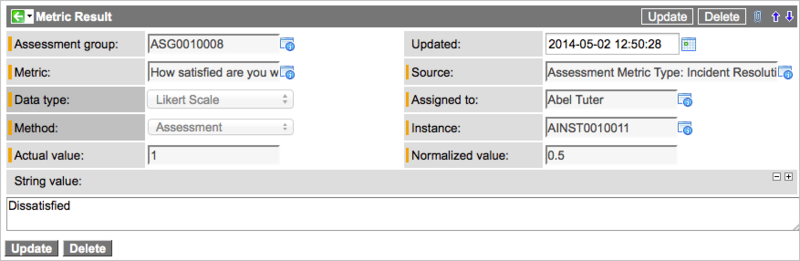 Metric Result Update Delete
Assessment group: ASG0010008 Updated: 2014-05-02 12:50:28
Metric: How satisfied are you w Source: Assessment Metric Type: Incident Resoluti
Data type: Likert Scale Assigned to: Abel Tuter
Method: Assessment Instance: AINST0010011
Actual value: 1 Normalized value: 0.5
String value:
Dissatisfied
Update Delete